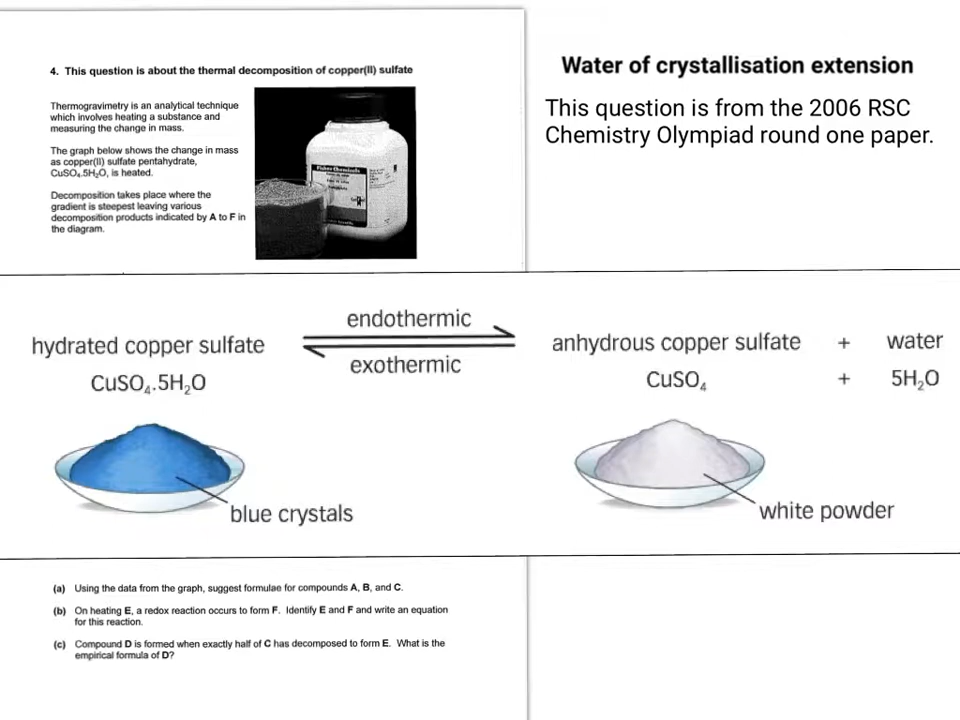 4. This question is about the thermal decomposition of copper(II) sulfate
Thermogravimetry is an analytical technique
which involves heating a substance and
measuring the change in mass.
The graph below shows the change in mass
as copper(II) sulfate pentahydrate,
CuSO₄.5H₂O, is heated.
Decomposition takes place where the
gradient is steepest leaving various
decomposition products indicated by A to F in
the diagram.
Fisher Chemicals
Water of crystallisation extension
This question is from the 2006 RSC
Chemistry Olympiad round one paper.
hydrated copper sulfate
CuSO₄.5H₂O
endothermic
exothermic
anhydrous copper sulfate + water
CuSO₄ + 5H₂O
blue crystals
white powder
(a) Using the data from the graph, suggest formulae for compounds A, B, and C.
(b) On heating E, a redox reaction occurs to form F. Identify E and F and write an equation
for this reaction.
(c) Compound D is formed when exactly half of C has decomposed to form E. What is the
empirical formula of D?